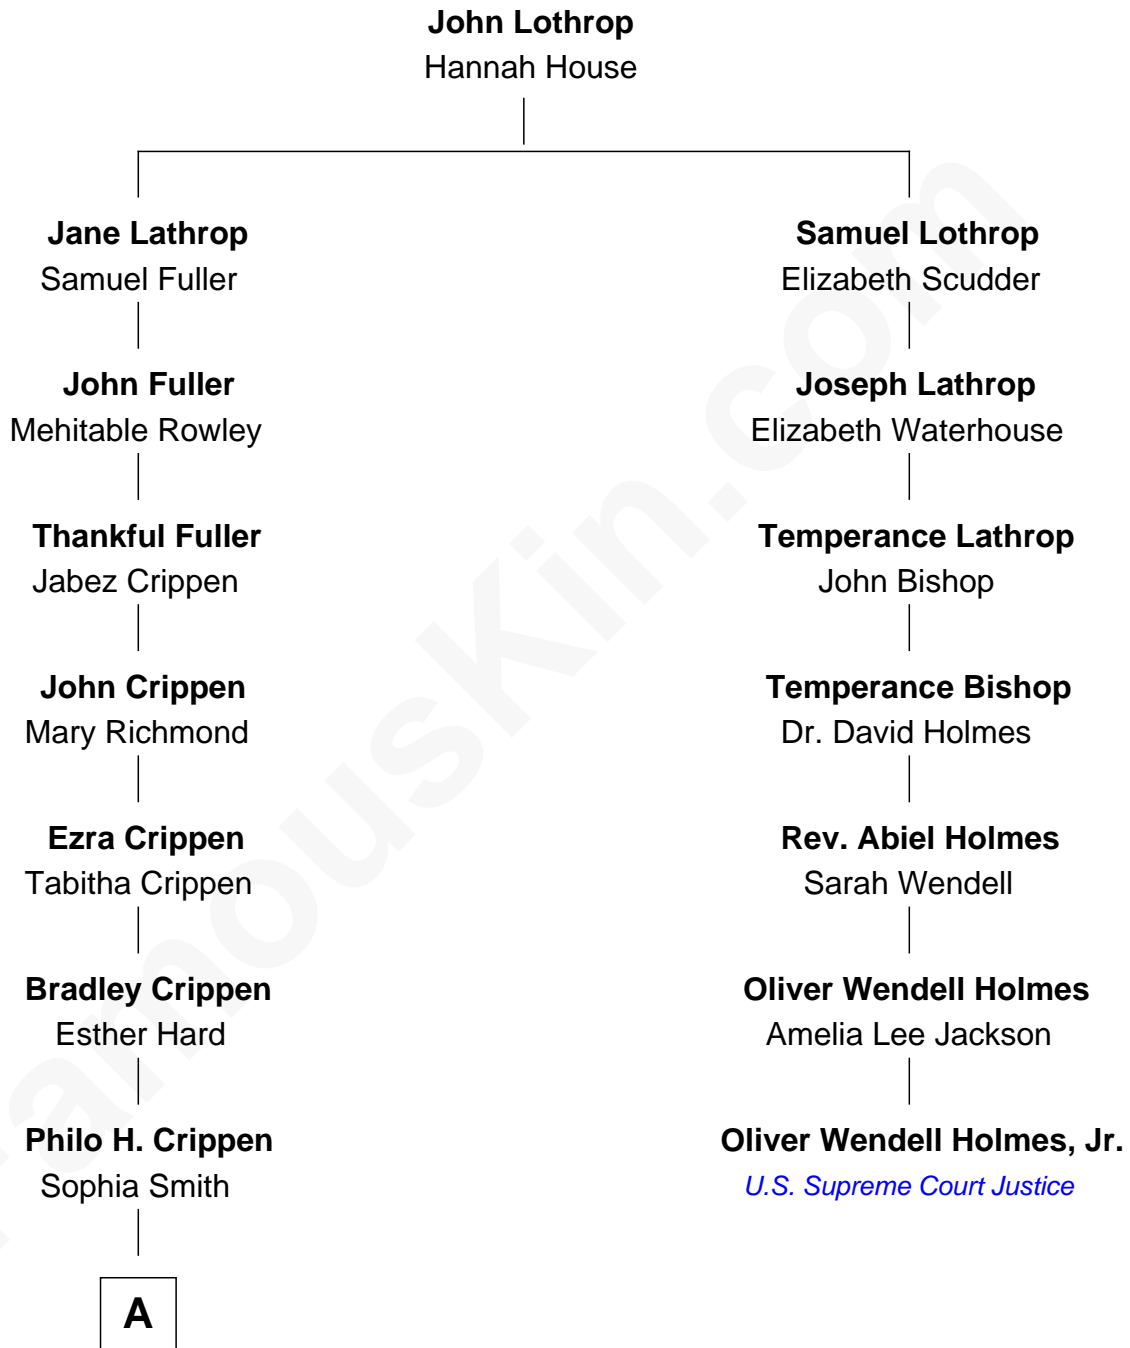 John Lothrop
Hannah House
Jane Lathrop
Samuel Fuller
Samuel Lothrop
Elizabeth Scudder
John Fuller
Mehitable Rowley
Joseph Lathrop
Elizabeth Waterhouse
Thankful Fuller
Jabez Crippen
Temperance Lathrop
John Bishop
John Crippen
Mary Richmond
Temperance Bishop
Dr. David Holmes
Ezra Crippen
Tabitha Crippen
Rev. Abiel Holmes
Sarah Wendell
Bradley Crippen
Esther Hard
Oliver Wendell Holmes
Amelia Lee Jackson
Philo H. Crippen
Sophia Smith
Oliver Wendell Holmes, Jr.
U.S. Supreme Court Justice
A
FamousKin.com